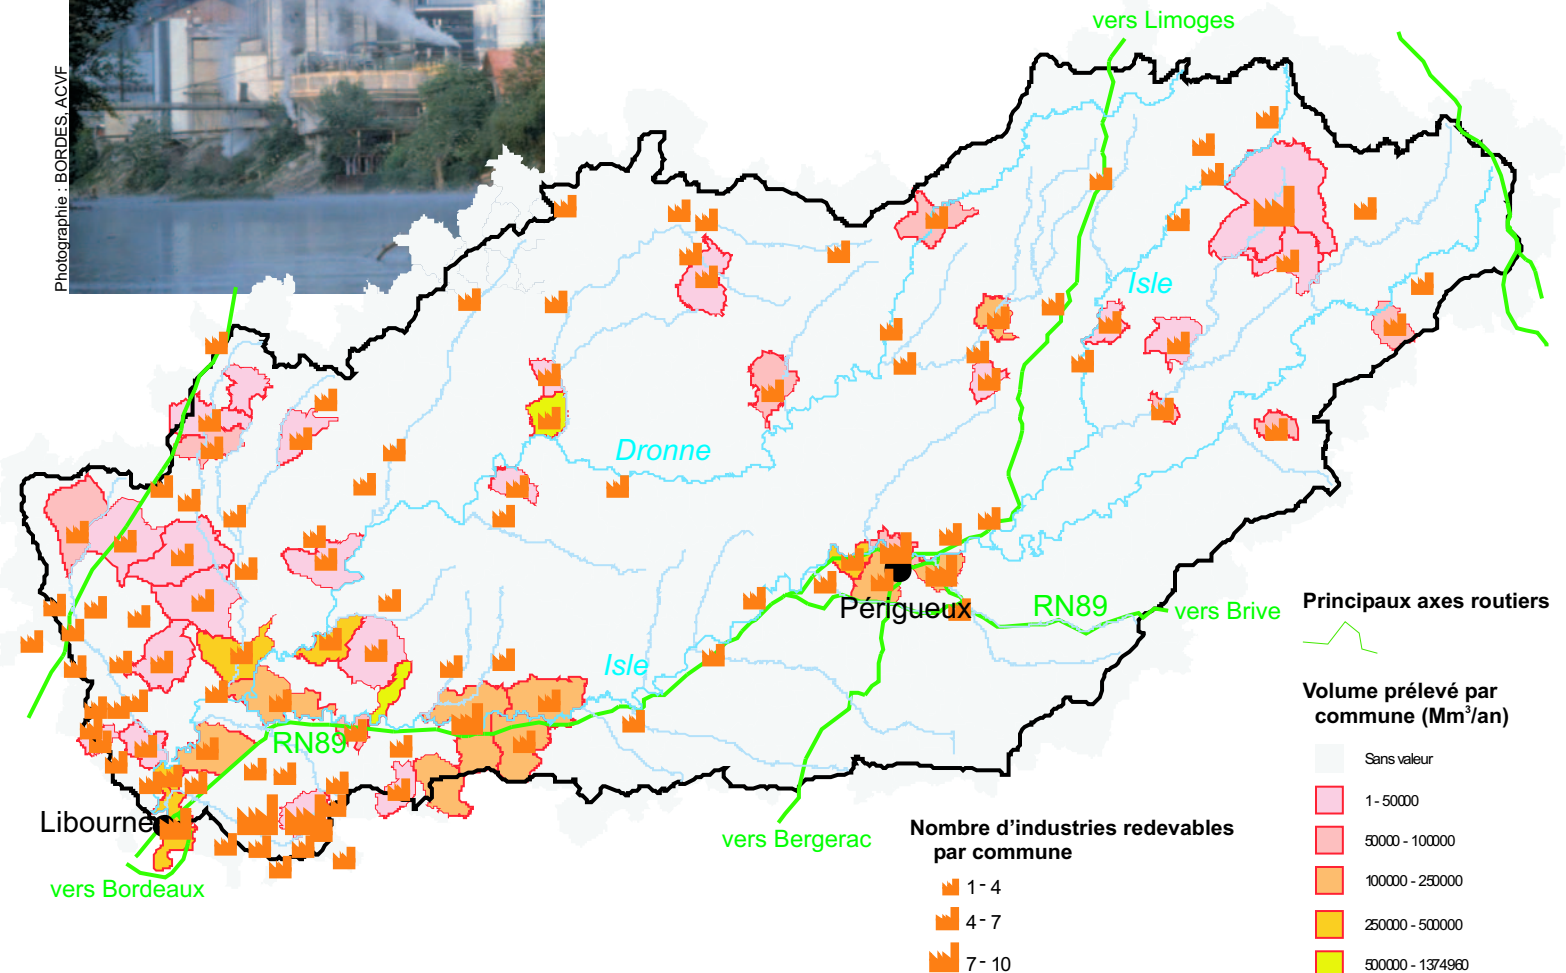 vers Limoges
Photographie : BORDES, ACVF
Isle
Dronne
Périgueux
RN89
vers Brive
Isle
RN89
Libourne
vers Bergerac
vers Bordeaux
Principaux axes routiers
Volume prélevé par
commune (Mm³/an)
Sans valeur
1 - 50000
50000 - 100000
100000 - 250000
250000 - 500000
500000 - 1374960
Nombre d'industries redevables
par commune
1 - 4
4 - 7
7 - 10